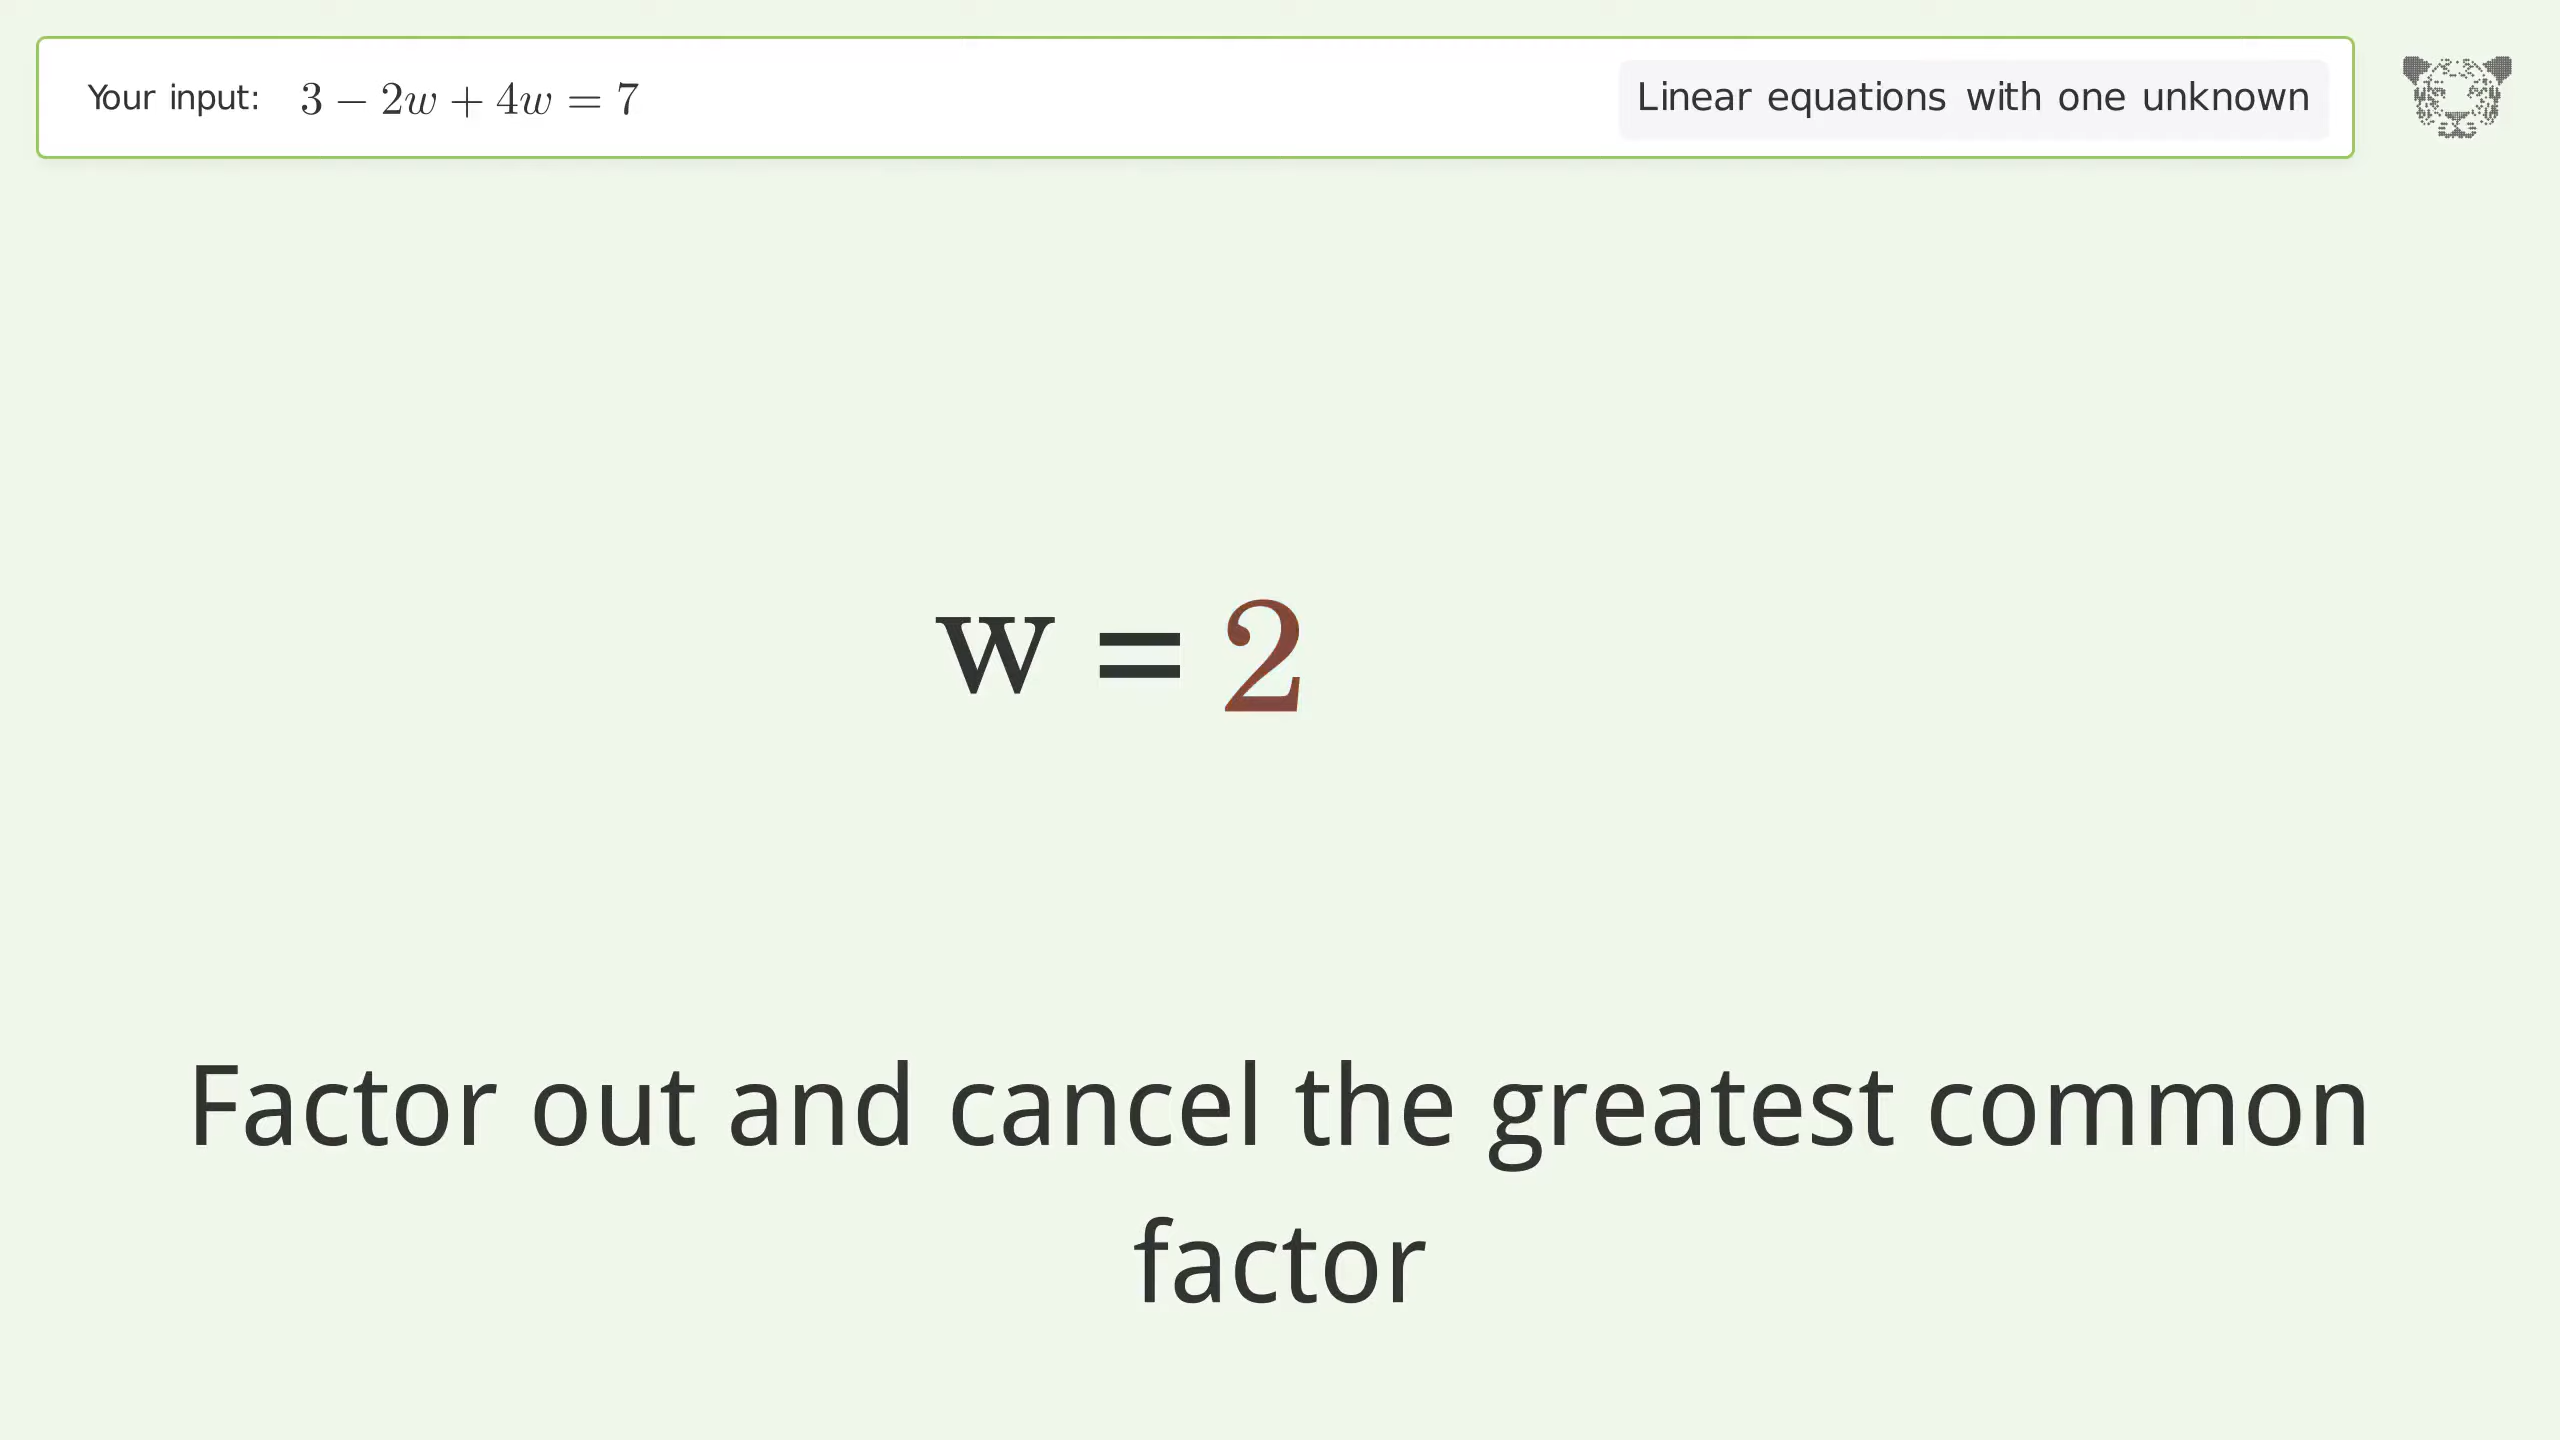 Your input: 3 − 2w + 4w = 7
Linear equations with one unknown
w = 2
Factor out and cancel the greatest common
factor